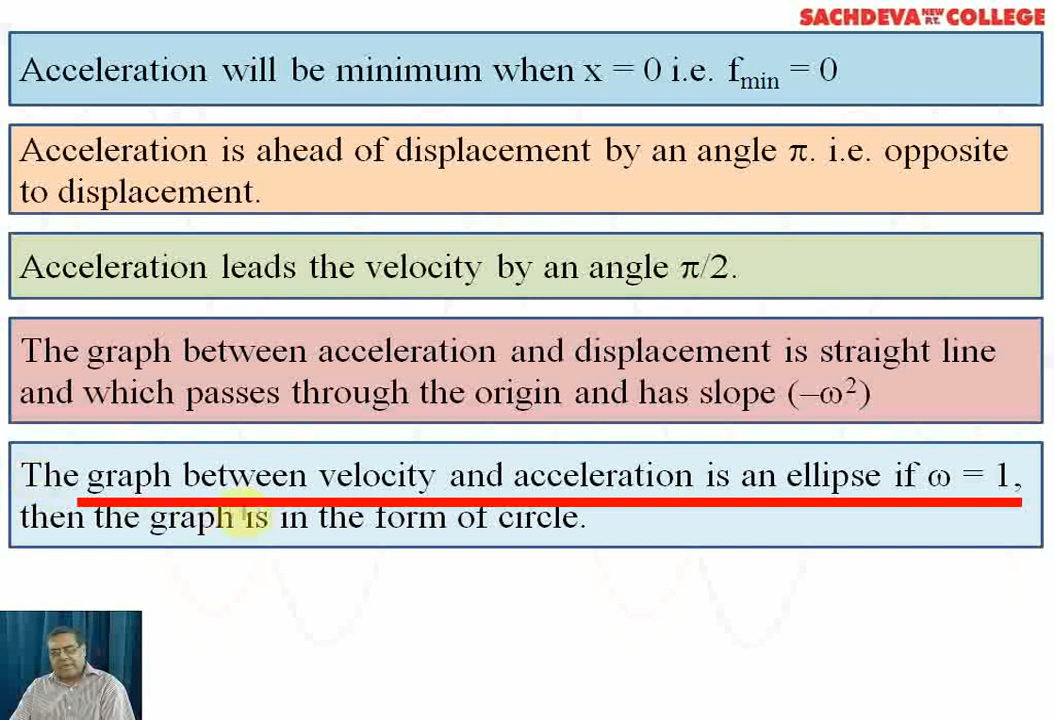 SACHDEVA NEW P.T. COLLEGE
Acceleration will be minimum when x = 0 i.e. fmin = 0
Acceleration is ahead of displacement by an angle π. i.e. opposite
to displacement.
Acceleration leads the velocity by an angle π/2.
The graph between acceleration and displacement is straight line
and which passes through the origin and has slope (–ω²)
The graph between velocity and acceleration is an ellipse if ω = 1,
then the graph is in the form of circle.